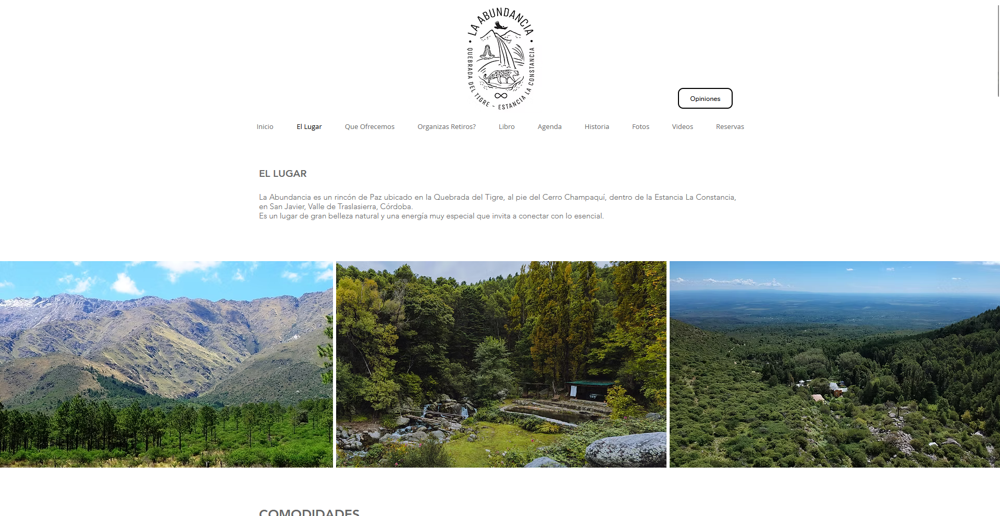 LA ABUNDANCIA
QUEBRADA DEL TIGRE - ESTANCIA LA CONSTANCIA
Opiniones
Inicio El Lugar Que Ofrecemos Organizas Retiros? Libro Agenda Historia Fotos Videos Reservas
EL LUGAR
La Abundancia es un rincón de Paz ubicado en la Quebrada del Tigre, al pie del Cerro Champaquí, dentro de la Estancia La Constancia,
en San Javier, Valle de Traslasierra, Córdoba.
Es un lugar de gran belleza natural y una energía muy especial que invita a conectar con lo esencial.
COMODIDADES